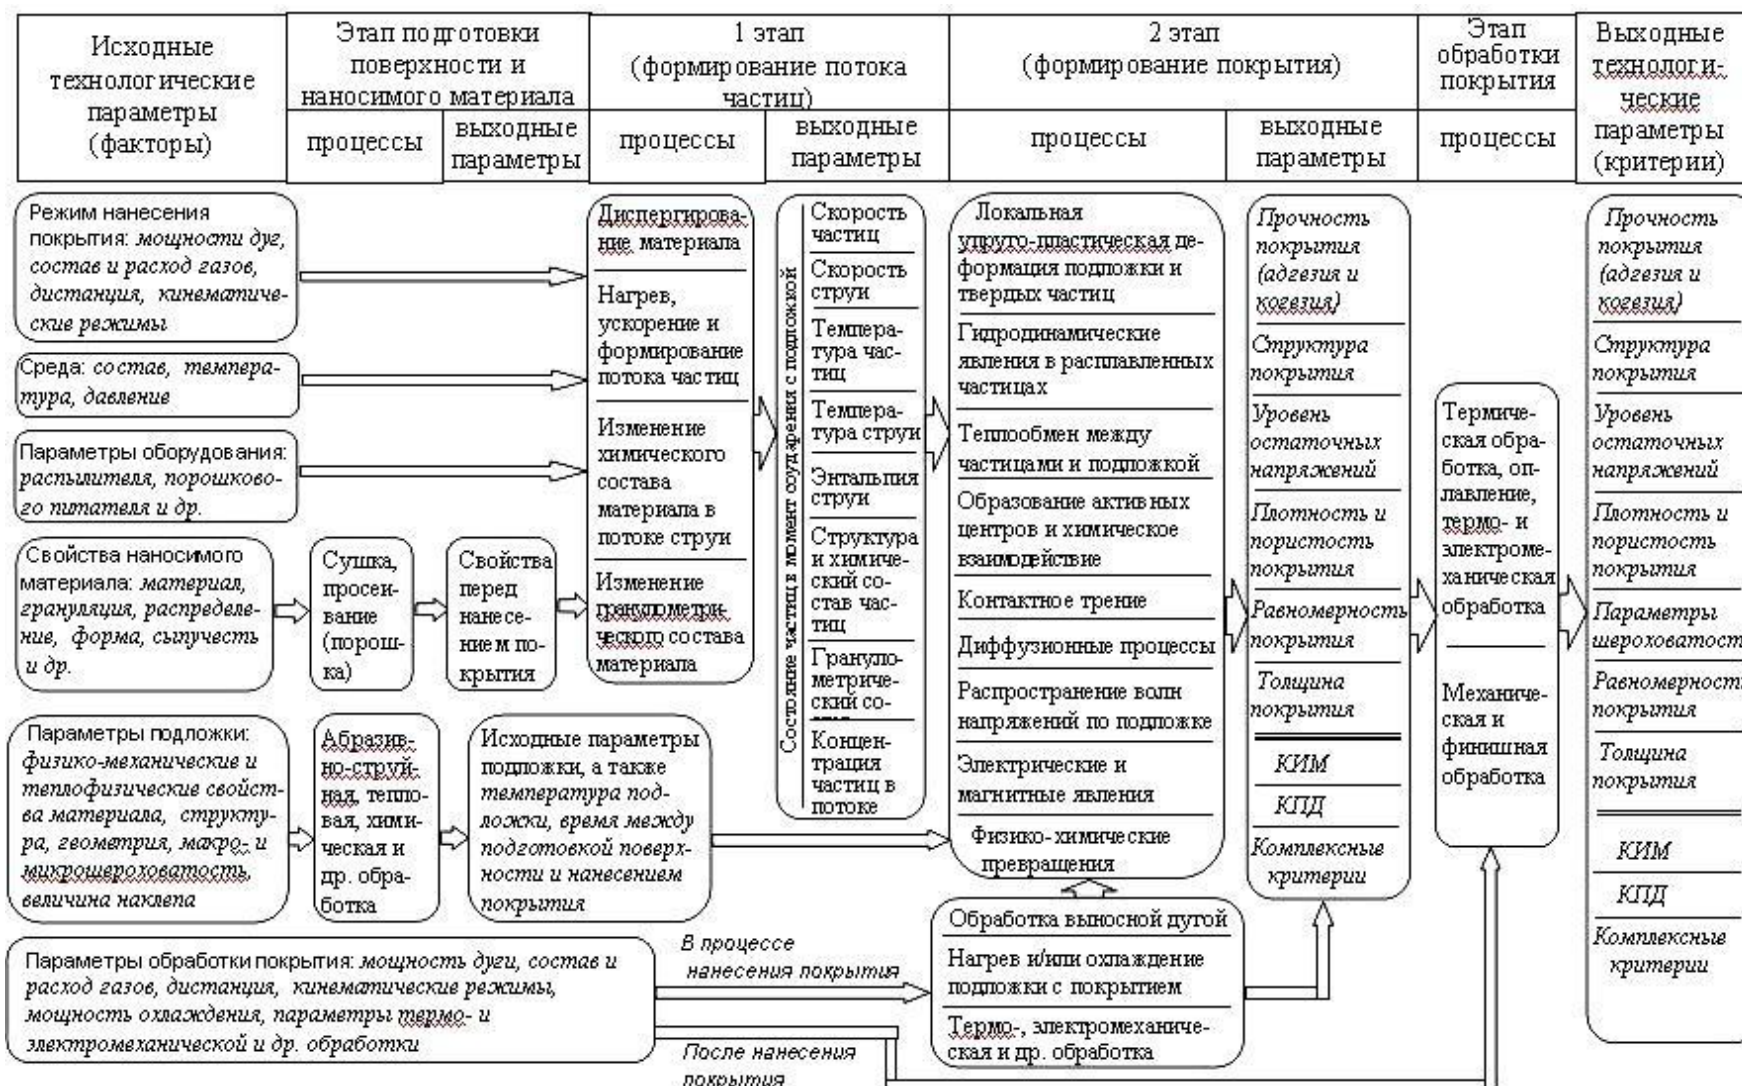 Исходные
технологические
параметры
(факторы)
Этап подготовки
поверхности и
наносимого материала
процессы
выходные
параметры
1 этап
(формирование потока
частиц)
процессы
выходные
параметры
2 этап
(формирование покрытия)
процессы
выходные
параметры
Этап
обработки
покрытия
процессы
Выходные
технологи-
ческие
параметры
(критерии)
Режим нанесения
покрытия: мощности дуг,
состав и расход газов,
дистанция, кинематиче-
ские режимы
Среда: состав, темпера-
тура, давление
Параметры оборудования:
распылителя, порошково-
го питателя и др.
Свойства наносимого
материала: материал,
грануляция, распределе-
ние, форма, сыпучесть
и др.
Сушка,
просеи-
вание
(порош-
ка)
Свойства
перед
нанесе-
нием по-
крытия
Параметры подложки:
физико-механические и
теплофизические свойст-
ва материала, структу-
ра, геометрия, макро- и
микрошероховатость,
величина наклепа
Абразив-
но-струй-
ная, тепло-
вая, хими-
ческая и
др. обра-
ботка
Исходные параметры
подложки, а также
температура под-
ложки, время между
подготовкой поверх-
ности и нанесением
покрытия
Параметры обработки покрытия: мощность дуги, состав и
расход газов, дистанция, кинематические режимы,
мощность охлаждения, параметры термо- и
электромеханической и др. обработки
В процессе
нанесения покрытия
После нанесения
покрытия
Диспергирова-
ние материала
Нагрев,
ускорение и
формирование
потока частиц
Изменение
химического
состава
материала в
потоке струи
Изменение
гранулометри-
ческого состава
материала
Состояние частиц в момент соударения с подложкой
Скорость
частиц
Скорость
струи
Темпера-
тура час-
тиц
Темпера-
тура струи
Энтальпия
струи
Структура
и химиче-
ский со-
став час-
тиц
Грануло-
метриче-
ский со-
Концен-
трация
частиц в
потоке
Локальная
упруго-пластическая де-
формация подложки и
твердых частиц
Гидродинамические
явления в расплавленных
частицах
Теплообмен между
частицами и подложкой
Образование активных
центров и химическое
взаимодействие
Контактное трение
Диффузионные процессы
Распространение волн
напряжений по подложке
Электрические и
магнитные явления
Физико-химические
превращения
Обработка выносной дугой
Нагрев и/или охлаждение
подложки с покрытием
Термо-, электромеханиче-
ская и др. обработка
Прочность
покрытия
(адгезия и
когезия)
Структура
покрытия
Уровень
остаточных
напряжений
Плотность и
пористость
покрытия
Равномерность
покрытия
Толщина
покрытия
КИМ
КПД
Комплексные
критерии
Термиче-
ская обра-
ботка, оп-
лавление,
термо- и
электроме-
ханическая
обработка
Механиче-
ская и
финишная
обработка
Прочность
покрытия
(адгезия и
когезия)
Структура
покрытия
Уровень
остаточных
напряжений
Плотность и
пористость
покрытия
Параметры
шероховатост
Равномерност
покрытия
Толщина
покрытия
КИМ
КПД
Комплексные
критерии